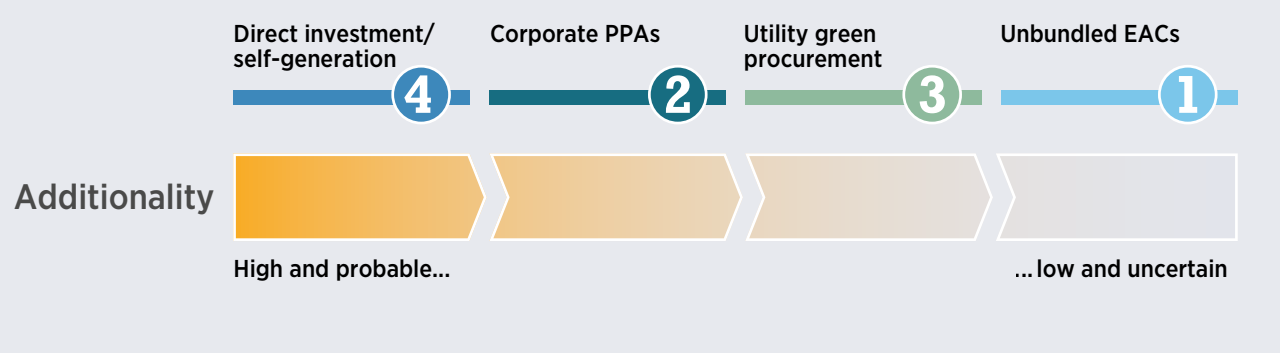 Direct investment/
self-generation
4
Corporate PPAs
2
Utility green
procurement
3
Unbundled EACs
1
Additionality
High and probable...
...low and uncertain